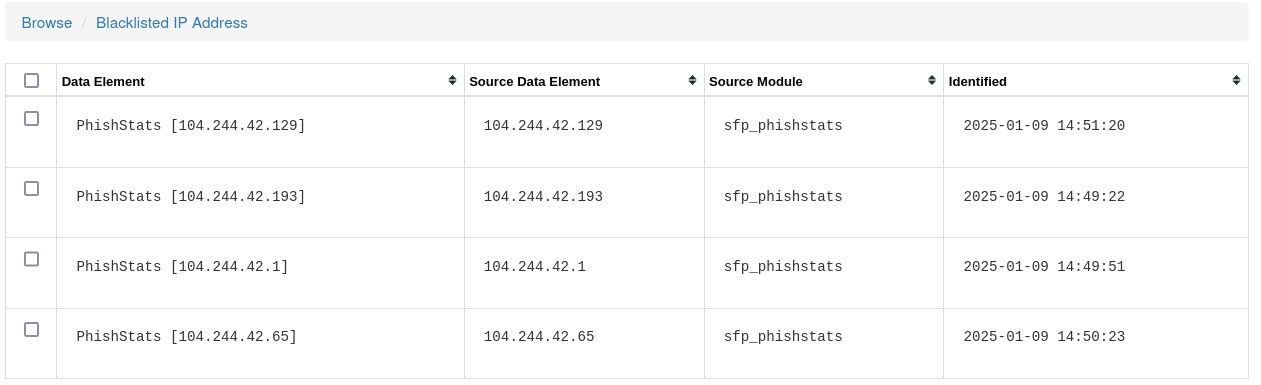 Browse / Blacklisted IP Address
Data Element Source Data Element Source Module Identified
PhishStats [104.244.42.129] 104.244.42.129 sfp_phishstats 2025-01-09 14:51:20
PhishStats [104.244.42.193] 104.244.42.193 sfp_phishstats 2025-01-09 14:49:22
PhishStats [104.244.42.1] 104.244.42.1 sfp_phishstats 2025-01-09 14:49:51
PhishStats [104.244.42.65] 104.244.42.65 sfp_phishstats 2025-01-09 14:50:23